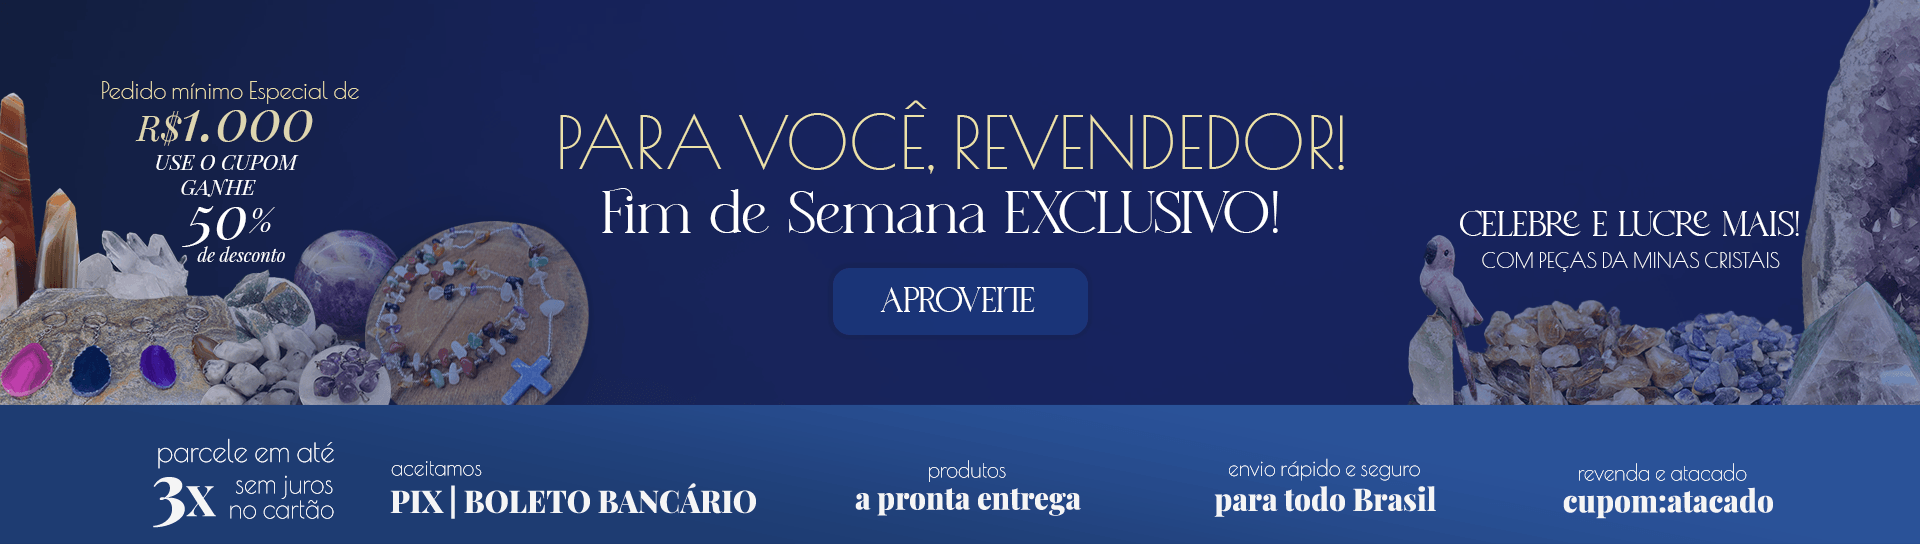 Pedido mínimo Especial de
R$1.000
USE O CUPOM
GANHE
50%
de desconto
PARA VOCÊ, REVENDEDOR!
Fim de Semana EXCLUSIVO!
APROVEITE
CELEBRE E LUCRE MAIS!
COM PEÇAS DA MINAS CRISTAIS
parcele em até
3x sem juros
no cartão
aceitamos
PIX | BOLETO BANCÁRIO
produtos
a pronta entrega
envio rápido e seguro
para todo Brasil
revenda e atacado
cupom:atacado